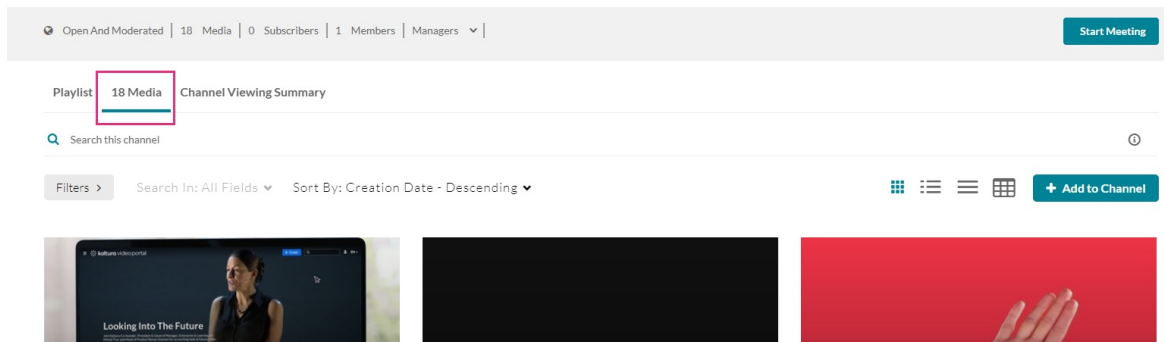 Open And Moderated | 18 Media | 0 Subscribers | 1 Members | Managers |
Start Meeting
Playlist 18 Media Channel Viewing Summary
Search this channel
Filters > Search In: All Fields Sort By: Creation Date - Descending
+ Add to Channel
kaltura videoportal
Looking Into The Future